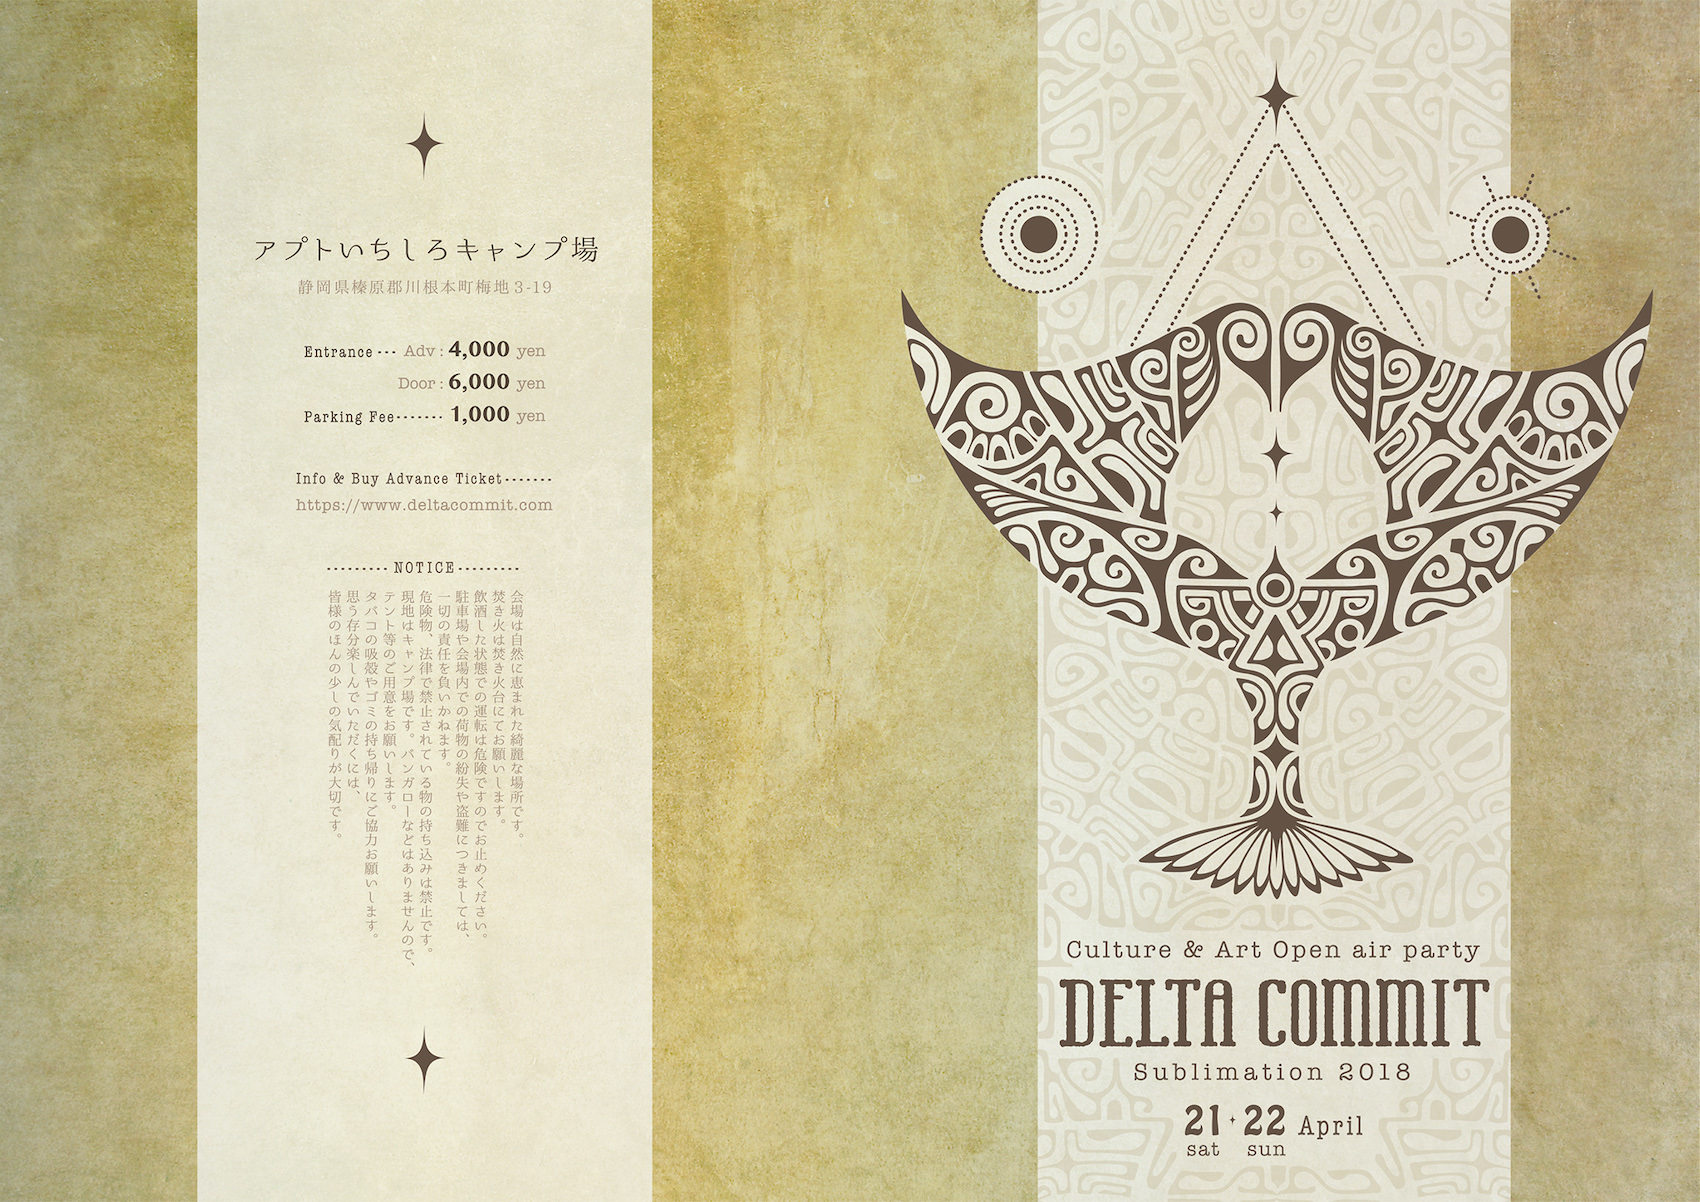 アプトいちしろキャンプ場
静岡県榛原郡川根本町梅地3-19
Entrance --- Adv : 4,000 yen
Door : 6,000 yen
Parking Fee------- 1,000 yen
Info & Buy Advance Ticket-------
https://www.deltacommit.com
--------- NOTICE ---------
会場は自然に恵まれた綺麗な場所です。
焚き火は焚き火台にてお願いします。
飲酒した状態での運転は危険ですのでお止めください。
駐車場や会場内での荷物の紛失や盗難につきましては、
一切の責任を負いかねます。
危険物、法律で禁止されている物の持ち込みは禁止です。
現地はキャンプ場です。バンガローなどはありませんので、
テント等のご用意をお願いします。
タバコの吸殻やゴミの持ち帰りにご協力お願いします。
思う存分楽しんでいただくには、
皆様のほんの少しの気配りが大切です。
Culture & Art Open air party
DELTA COMMIT
Sublimation 2018
21 22 April
sat sun